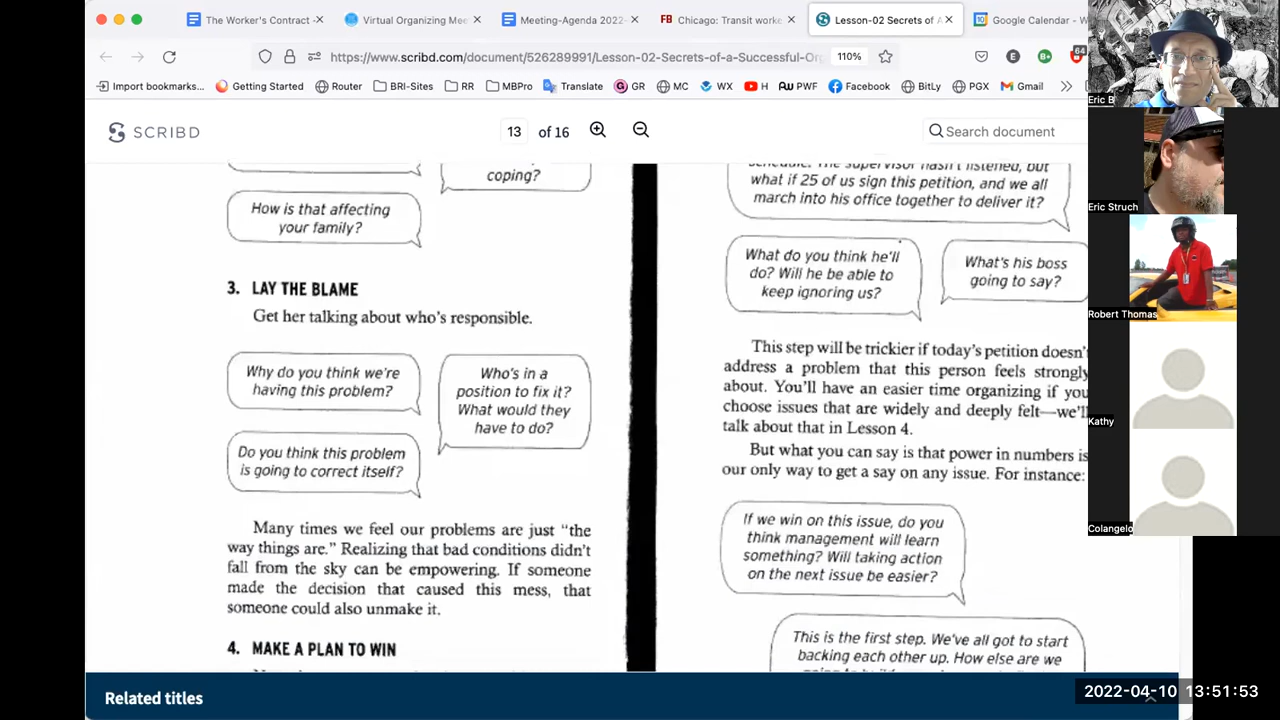 The Worker's Contract
Virtual Organizing Mee
Meeting-Agenda 2022-
FB Chicago: Transit worke
Lesson-02 Secrets of A
Google Calendar - W
https://www.scribd.com/document/526289991/Lesson-02-Secrets-of-a-Successful-Or
110%
E
B+
64
Import bookmarks...
Getting Started
Router
BRI-Sites
RR
MBPro
Translate
GR
MC
WX
H
PWF
Facebook
BitLy
PGX
Gmail
SCRIBD
13 of 16
Search document
coping?
How is that affecting
your family?
3. LAY THE BLAME
Get her talking about who's responsible.
Why do you think we're
having this problem?
Who's in a
position to fix it?
What would they
have to do?
Do you think this problem
is going to correct itself?
Many times we feel our problems are just "the
way things are." Realizing that bad conditions didn't
fall from the sky can be empowering. If someone
made the decision that caused this mess, that
someone could also unmake it.
4. MAKE A PLAN TO WIN
schedule. The supervisor hasn't listened, but
what if 25 of us sign this petition, and we all
march into his office together to deliver it?
What do you think he'll
do? Will he be able to
keep ignoring us?
What's his boss
going to say?
This step will be trickier if today's petition doesn'
address a problem that this person feels strongly
about. You'll have an easier time organizing if you
choose issues that are widely and deeply felt—we'll
talk about that in Lesson 4.
But what you can say is that power in numbers is
our only way to get a say on any issue. For instance:
If we win on this issue, do you
think management will learn
something? Will taking action
on the next issue be easier?
This is the first step. We've all got to start
backing each other up. How else are we
Related titles
Eric B
Eric Struch
Robert Thomas
Kathy
Colangelo
2022-04-10 13:51:53